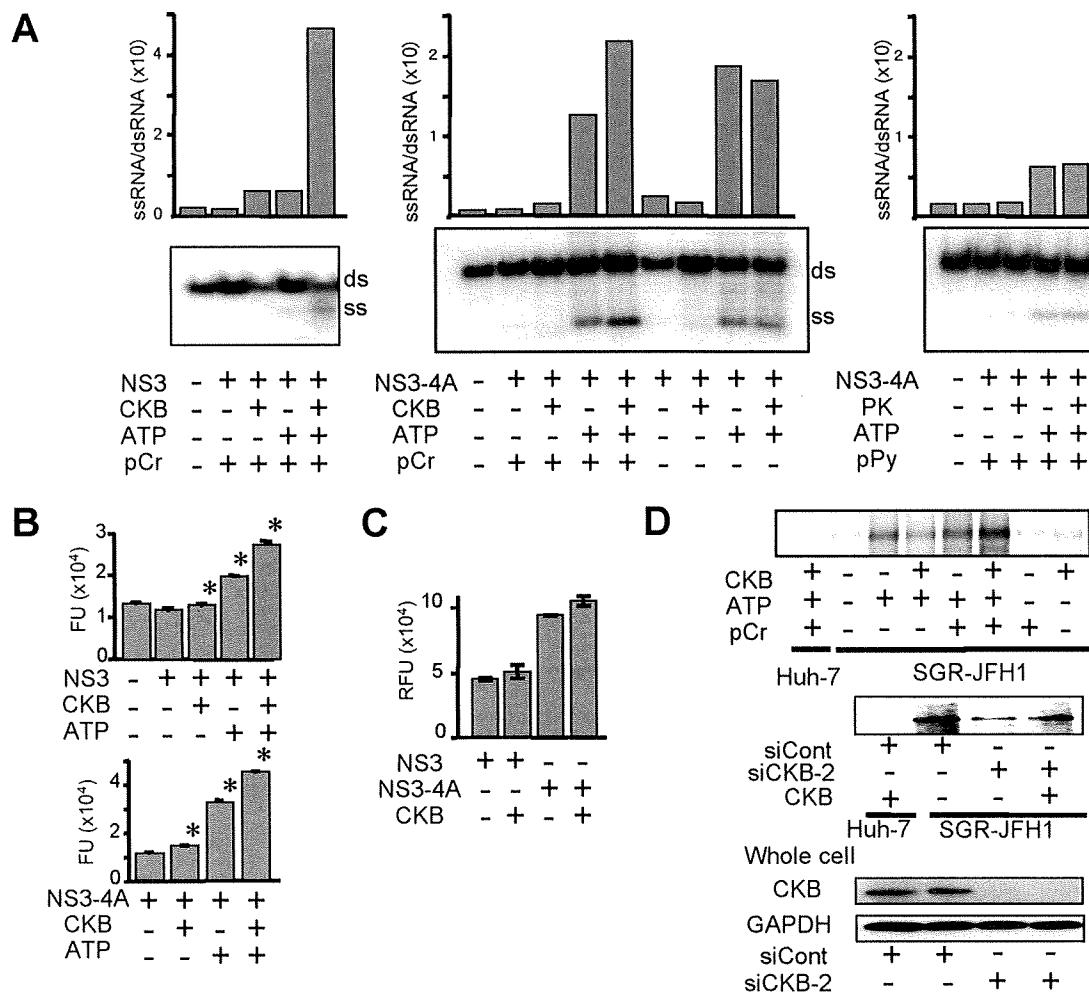 A
ssRNA/dsRNA (x10)
4
2
0
ds
ss
NS3 - + + + +
CKB - - + - +
ATP - - - + +
pCr - + + + +
ssRNA/dsRNA (x10)
2
1
0
ds
ss
NS3-4A - + + + + + + + +
CKB - - + - + - + - +
ATP - - - + + - - + +
pCr - + + + + - - - -
ssRNA/dsRNA (x10)
2
1
0
NS3-4A - + + + +
PK - - + - +
ATP - - - + +
pPy - + + + +
B
FU (x10⁴)
3
2
1
0
* * *
NS3 - + + + +
CKB - - + - +
ATP - - - + +
FU (x10⁴)
4
2
0
* * *
NS3-4A + + + +
CKB - + - +
ATP - - + +
C
RFU (x10⁴)
10
5
0
NS3 + + - -
NS3-4A - - + +
CKB - + - +
D
CKB + - - + - + - +
ATP + - + + + + - -
pCr + - - - + + + -
Huh-7 SGR-JFH1
siCont + + - -
siCKB-2 - - + +
CKB + - - +
Huh-7 SGR-JFH1
Whole cell
CKB
GAPDH
siCont + + - -
siCKB-2 - - + +